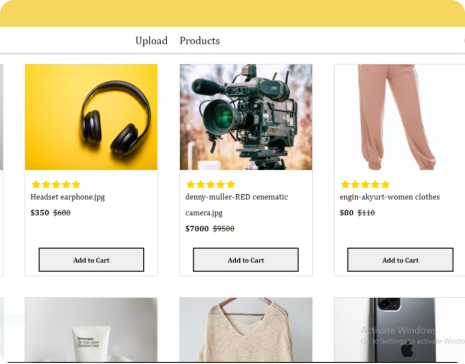 Upload Products
Headset earphone.jpg
$350 $600
Add to Cart
denny-muller-RED cenematic
camera.jpg
$7000 $9500
Add to Cart
engin-akyurt-women clothes
$80 $110
Add to Cart
Activate Windows
Go to Settings to activate Windo